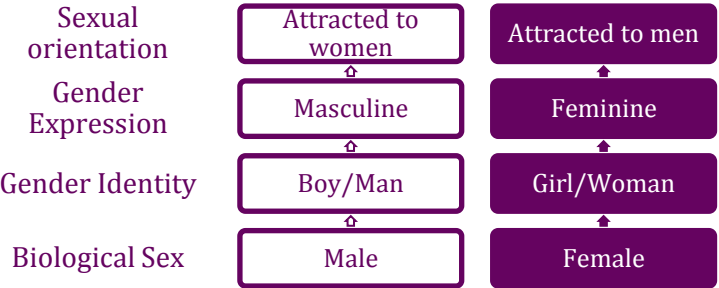 Sexual
orientation
Attracted to
women
Attracted to men
Gender
Expression
Masculine
Feminine
Gender Identity
Boy/Man
Girl/Woman
Biological Sex
Male
Female